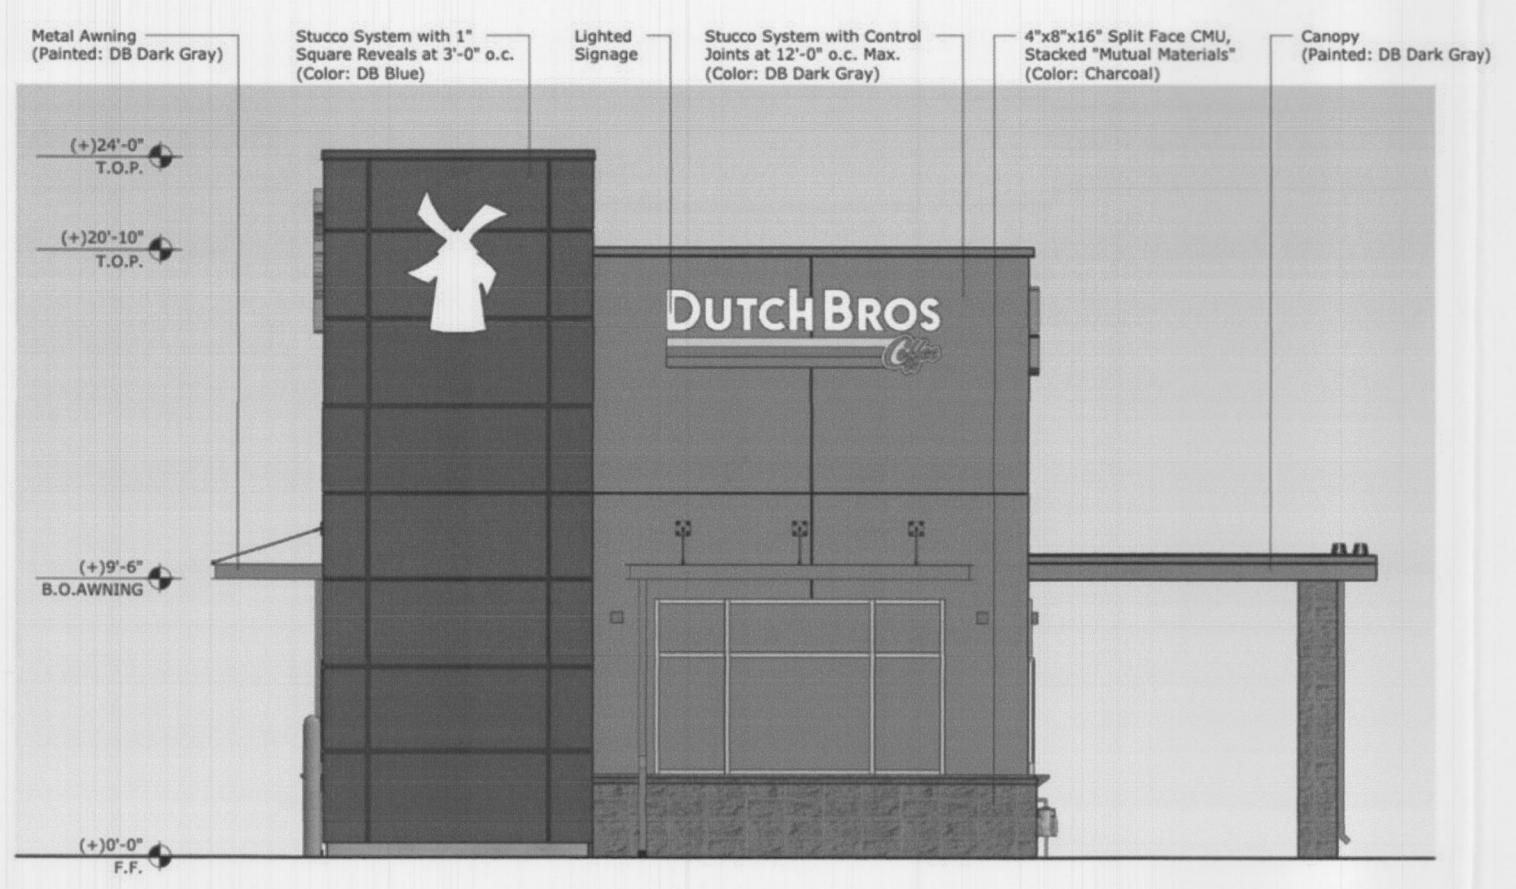 Metal Awning
(Painted: DB Dark Gray)
Stucco System with 1"
Square Reveals at 3'-0" o.c.
(Color: DB Blue)
Lighted
Signage
Stucco System with Control
Joints at 12'-0" o.c. Max.
(Color: DB Dark Gray)
4"x8"x16" Split Face CMU,
Stacked "Mutual Materials"
(Color: Charcoal)
Canopy
(Painted: DB Dark Gray)
(+)24'-0"
T.O.P.
(+)20'-10"
T.O.P.
DUTCH BROS
Coffee
(+)9'-6"
B.O.AWNING
(+)0'-0"
F.F.